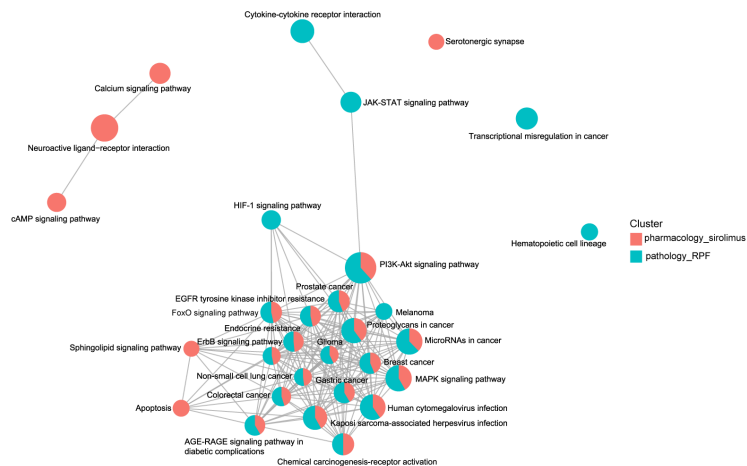 Cytokine-cytokine receptor interaction
Serotonergic synapse
Calcium signaling pathway
JAK-STAT signaling pathway
Transcriptional misregulation in cancer
Neuroactive ligand-receptor interaction
cAMP signaling pathway
HIF-1 signaling pathway
Hematopoietic cell lineage
Cluster
pharmacology_sirolimus
pathology_RPF
PI3K-Akt signaling pathway
Prostate cancer
EGFR tyrosine kinase inhibitor resistance
FoxO signaling pathway
Melanoma
Proteoglycans in cancer
Endocrine resistance
ErbB signaling pathway
Glioma
MicroRNAs in cancer
Sphingolipid signaling pathway
Breast cancer
Non-small cell lung cancer
Gastric cancer
MAPK signaling pathway
Colorectal cancer
Apoptosis
Human cytomegalovirus infection
Kaposi sarcoma-associated herpesvirus infection
AGE-RAGE signaling pathway in
diabetic complications
Chemical carcinogenesis-receptor activation